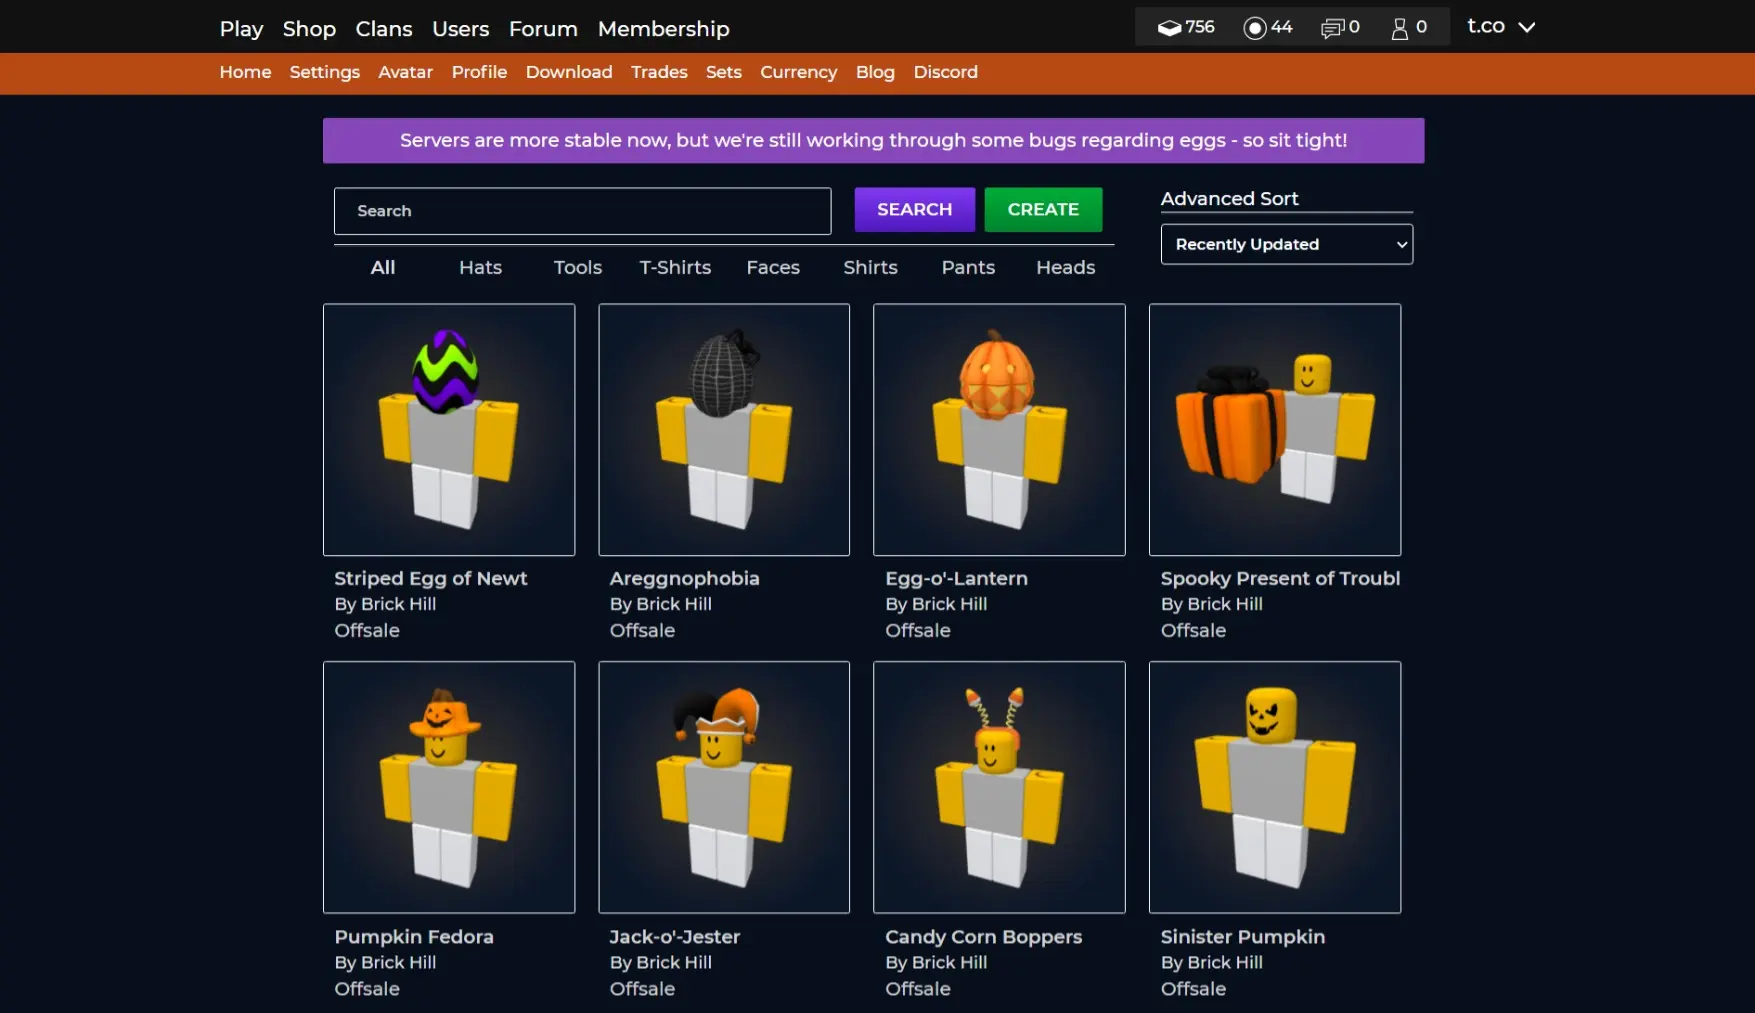 Play Shop Clans Users Forum Membership 756 44 0 0 t.co
Home Settings Avatar Profile Download Trades Sets Currency Blog Discord
Servers are more stable now, but we're still working through some bugs regarding eggs - so sit tight!
Search SEARCH CREATE
Advanced Sort
Recently Updated
All Hats Tools T-Shirts Faces Shirts Pants Heads
Striped Egg of Newt
By Brick Hill
Offsale
Areggnophobia
By Brick Hill
Offsale
Egg-o'-Lantern
By Brick Hill
Offsale
Spooky Present of Troubl
By Brick Hill
Offsale
Pumpkin Fedora
By Brick Hill
Offsale
Jack-o'-Jester
By Brick Hill
Offsale
Candy Corn Boppers
By Brick Hill
Offsale
Sinister Pumpkin
By Brick Hill
Offsale